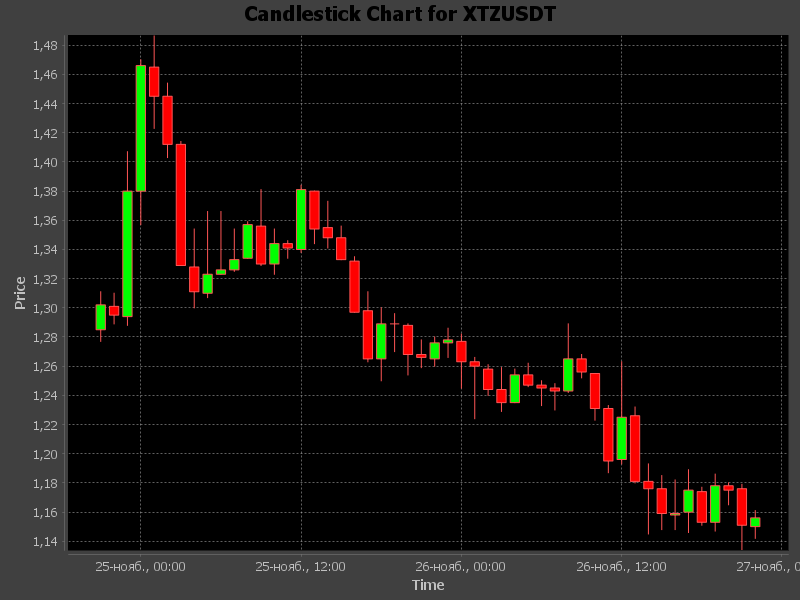 Candlestick Chart for XTZUSDT
1,48
1,46
1,44
1,42
1,40
1,38
1,36
1,34
1,32
1,30
1,28
1,26
1,24
1,22
1,20
1,18
1,16
1,14
Price
25-нояб., 00:00
25-нояб., 12:00
26-нояб., 00:00
26-нояб., 12:00
27-нояб., 0
Time